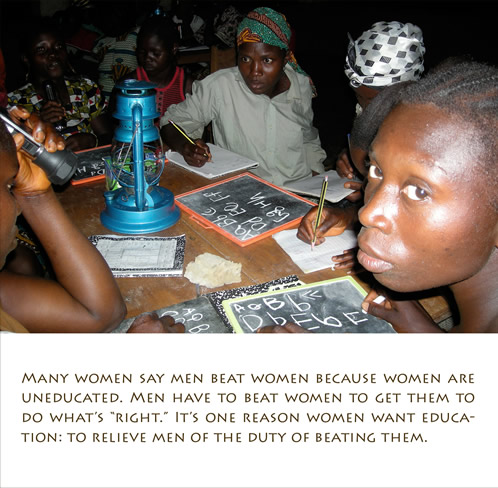 Many women say men beat women because women are
uneducated. Men have to beat women to get them to
do what's “right.” It's one reason women want educa-
tion: to relieve men of the duty of beating them.